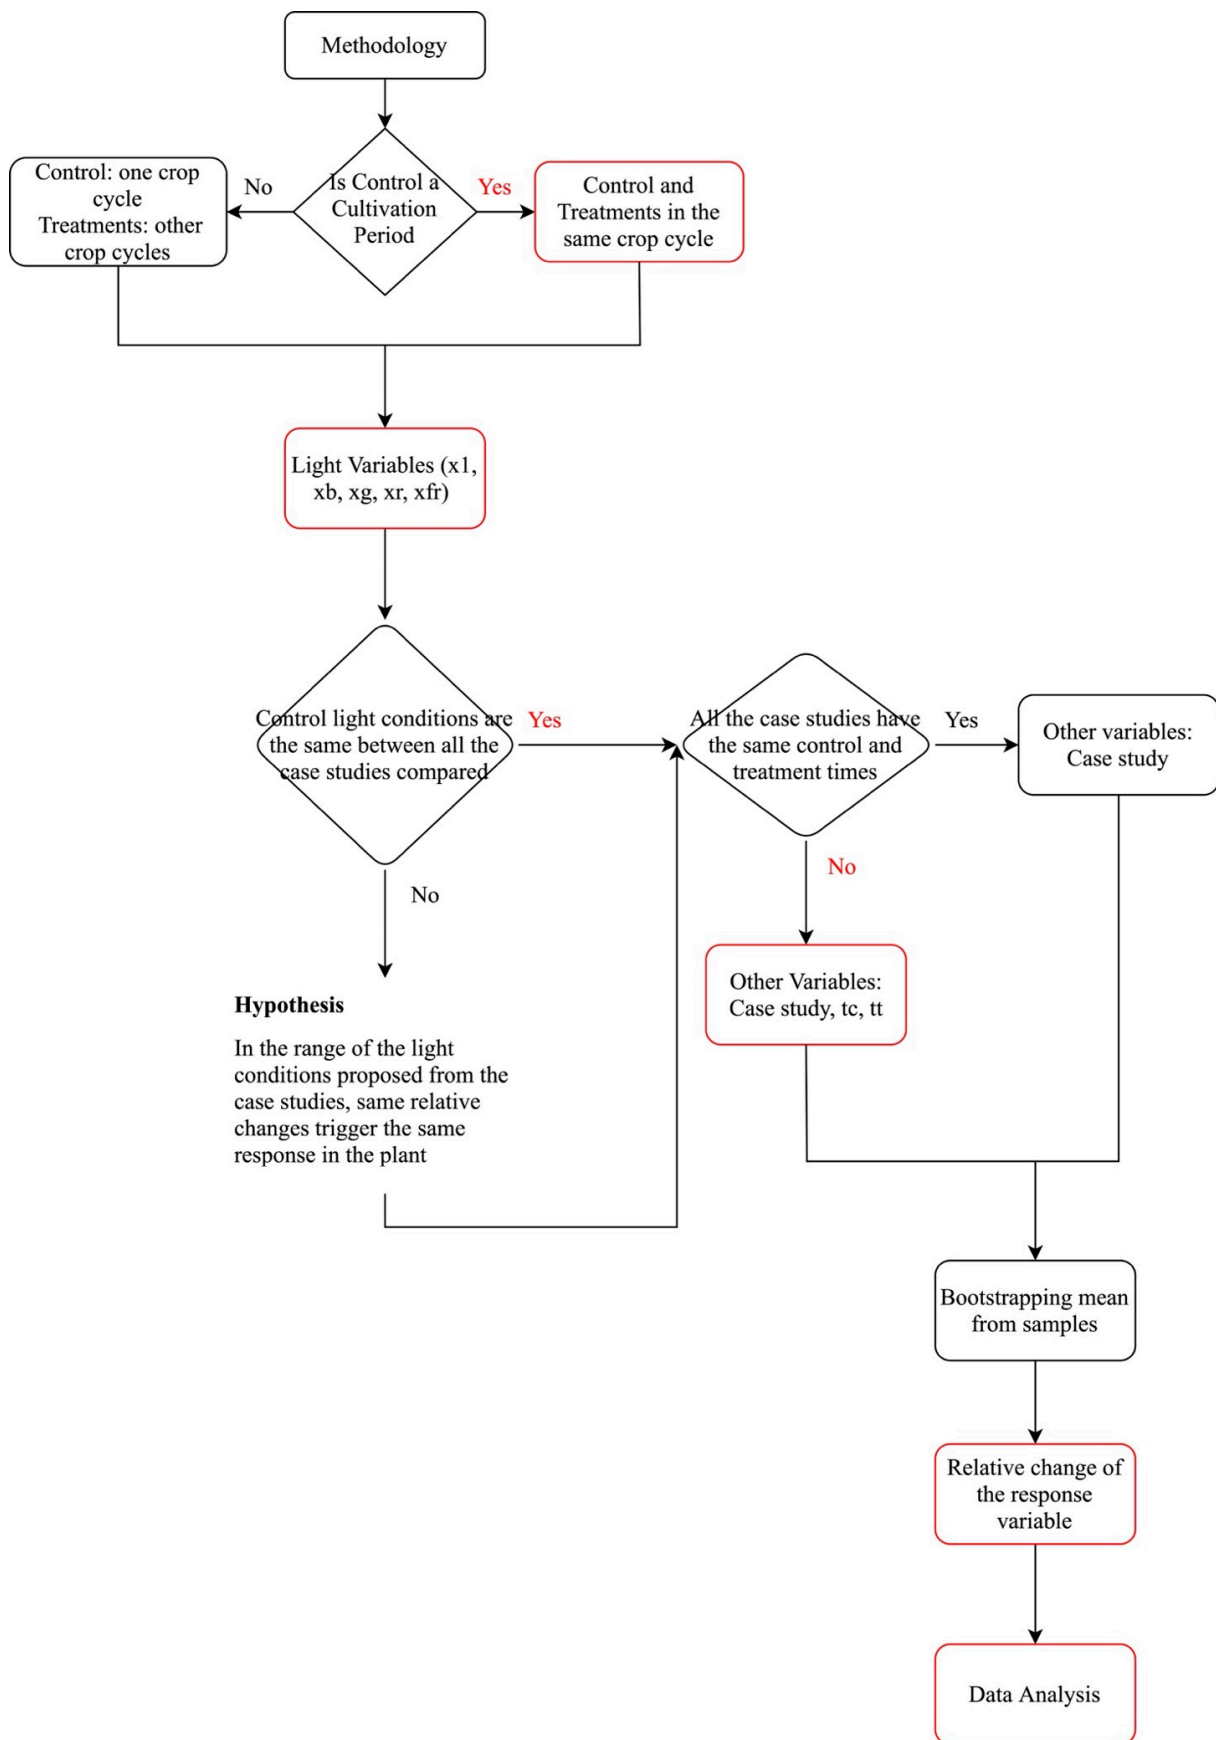 Methodology
Control: one crop
cycle
Treatments: other
crop cycles
No
Is Control a
Cultivation
Period
Yes
Control and
Treatments in the
same crop cycle
Light Variables (x1,
xb, xg, xr, xfr)
Control light conditions are
the same between all the
case studies compared
Yes
All the case studies have
the same control and
treatment times
Yes
Other variables:
Case study
No
No
Other Variables:
Case study, tc, tt
Hypothesis
In the range of the light
conditions proposed from the
case studies, same relative
changes trigger the same
response in the plant
Bootstrapping mean
from samples
Relative change of
the response
variable
Data Analysis